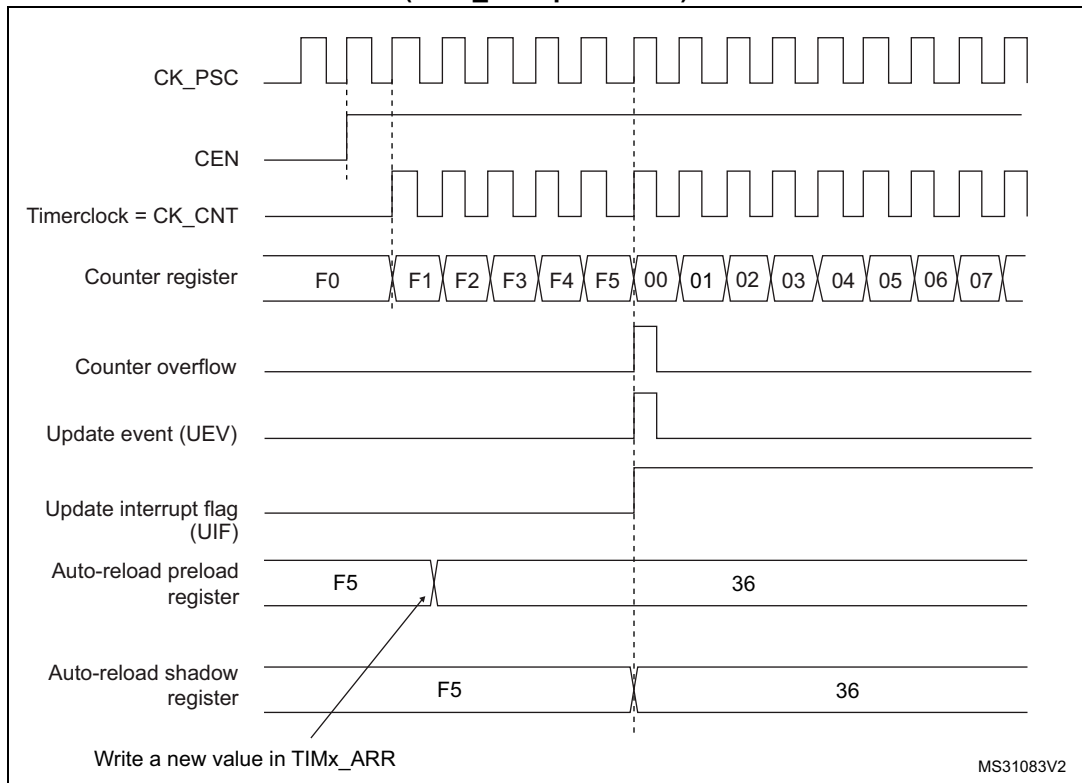 CK_PSC
CEN
Timerclock = CK_CNT
Counter register
F0 F1 F2 F3 F4 F5 00 01 02 03 04 05 06 07
Counter overflow
Update event (UEV)
Update interrupt flag
(UIF)
Auto-reload preload
register
F5 36
Auto-reload shadow
register
F5 36
Write a new value in TIMx_ARR
MS31083V2